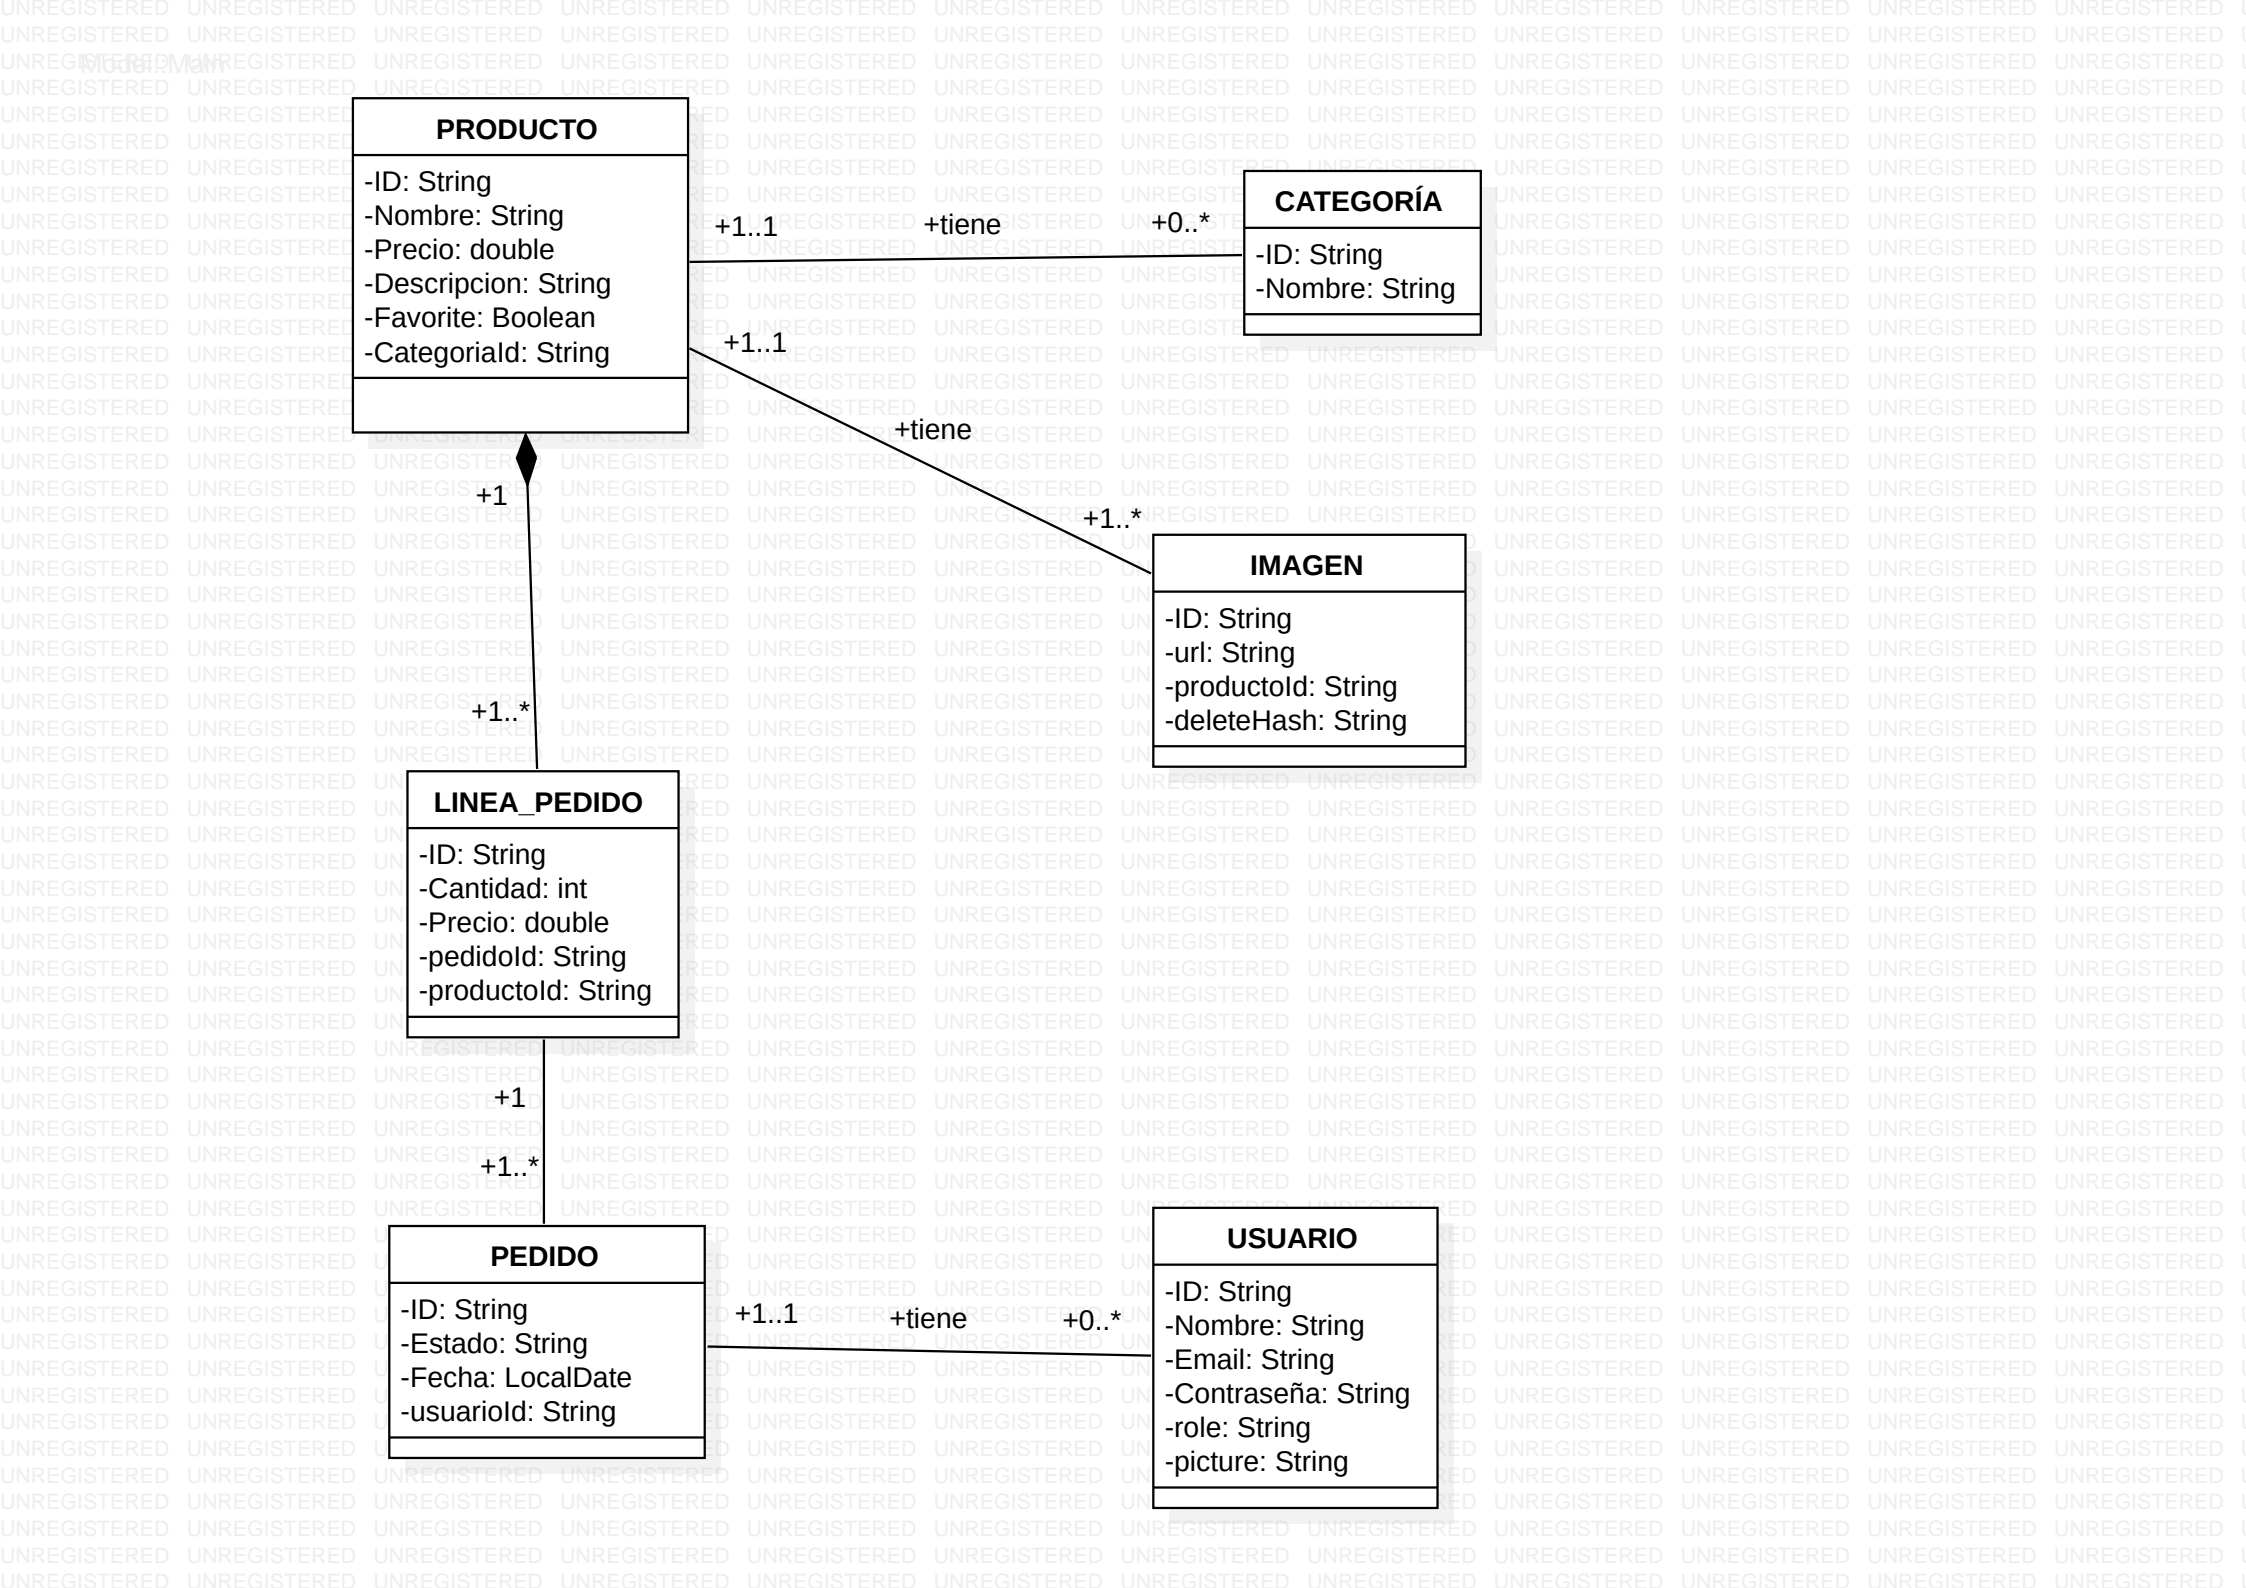 Model::Main
PRODUCTO
-ID: String
-Nombre: String
-Precio: double
-Descripcion: String
-Favorite: Boolean
-CategoriaId: String
+1..1
+tiene
+0..*
CATEGORÍA
-ID: String
-Nombre: String
+1..1
+tiene
+1..*
IMAGEN
-ID: String
-url: String
-productoId: String
-deleteHash: String
+1
+1..*
LINEA_PEDIDO
-ID: String
-Cantidad: int
-Precio: double
-pedidoId: String
-productoId: String
+1
+1..*
PEDIDO
-ID: String
-Estado: String
-Fecha: LocalDate
-usuarioId: String
+1..1
+tiene
+0..*
USUARIO
-ID: String
-Nombre: String
-Email: String
-Contraseña: String
-role: String
-picture: String
UNREGISTERED